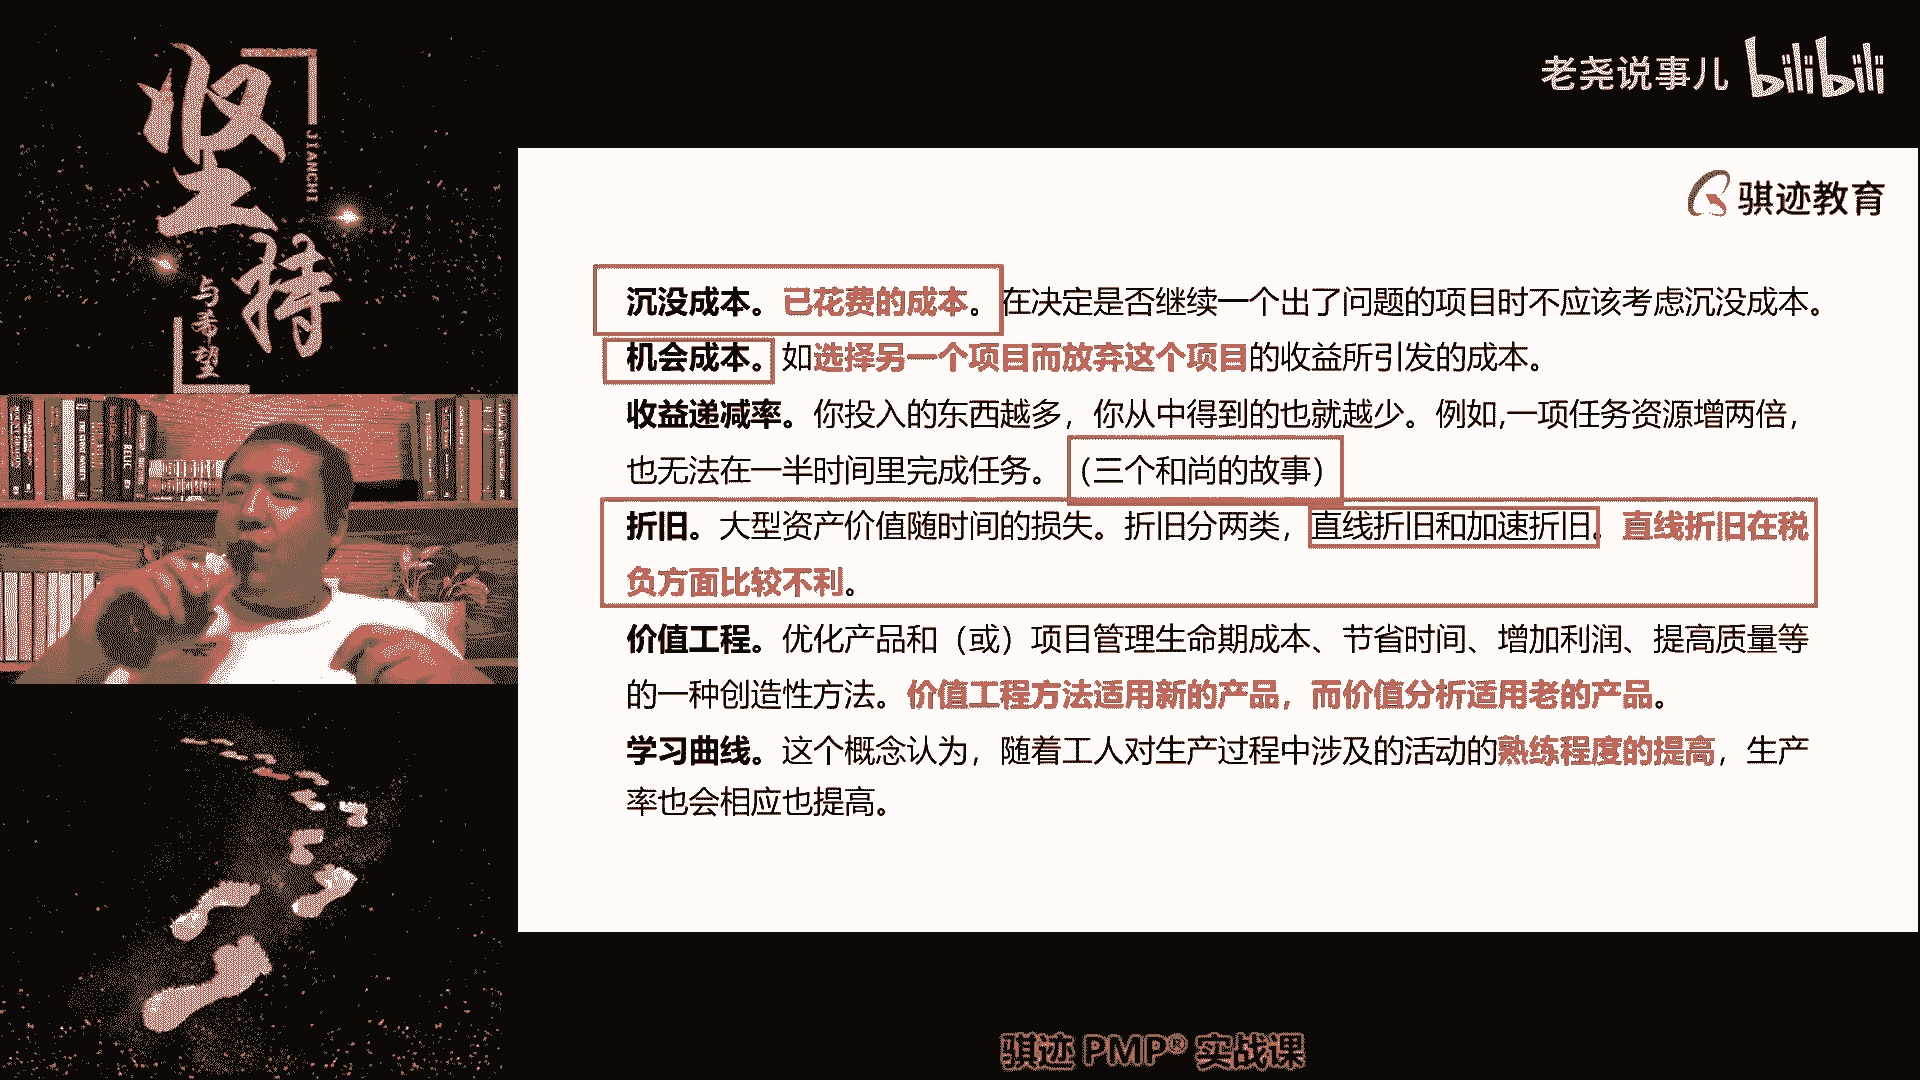 坚持
JIANCHI
与希望
老尧说事儿 bilibili
骐迹教育
沉没成本。已花费的成本。在决定是否继续一个出了问题的项目时不应该考虑沉没成本。
机会成本。如选择另一个项目而放弃这个项目的收益所引发的成本。
收益递减率。你投入的东西越多，你从中得到的也就越少。例如,一项任务资源增两倍，
也无法在一半时间里完成任务。（三个和尚的故事）
折旧。大型资产价值随时间的损失。折旧分两类，直线折旧和加速折旧。直线折旧在税
负方面比较不利。
价值工程。优化产品和（或）项目管理生命期成本、节省时间、增加利润、提高质量等
的一种创造性方法。价值工程方法适用新的产品，而价值分析适用老的产品。
学习曲线。这个概念认为，随着工人对生产过程中涉及的活动的熟练程度的提高，生产
率也会相应也提高。
骐迹 PMP® 实战课